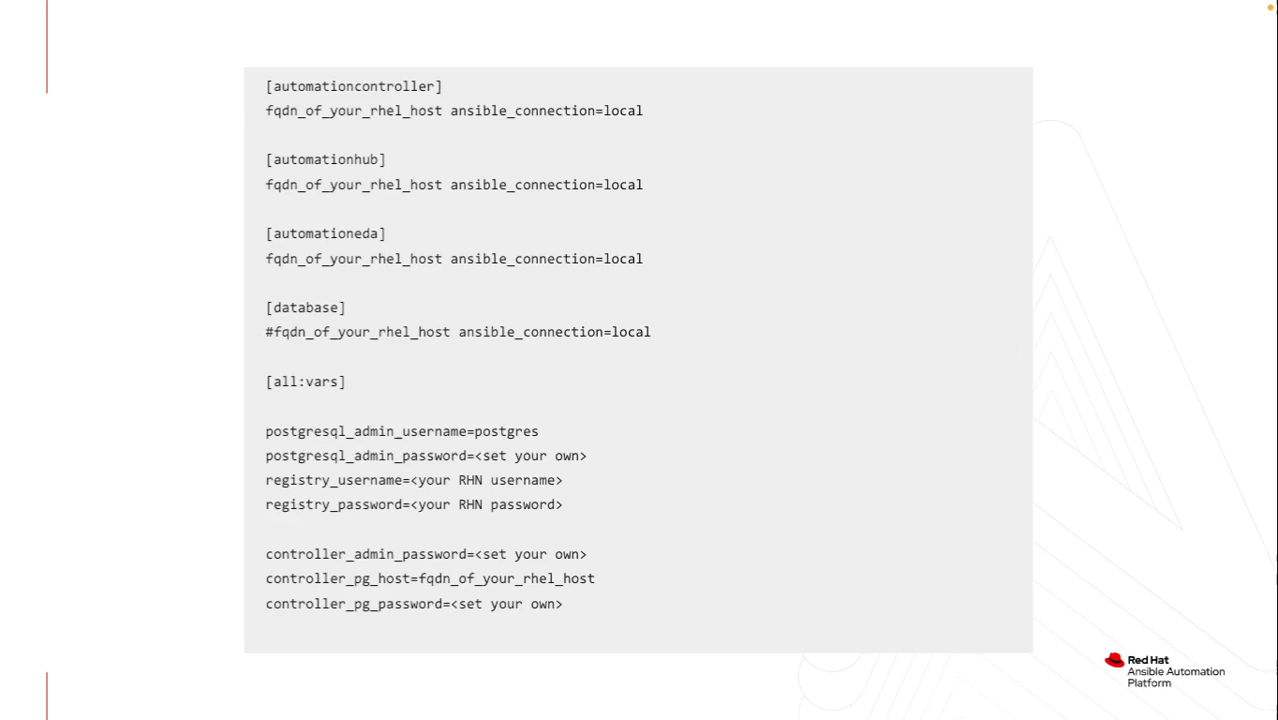 [automationcontroller]
fqdn_of_your_rhel_host ansible_connection=local
[automationhub]
fqdn_of_your_rhel_host ansible_connection=local
[automationeda]
fqdn_of_your_rhel_host ansible_connection=local
[database]
#fqdn_of_your_rhel_host ansible_connection=local
[all:vars]
postgresql_admin_username=postgres
postgresql_admin_password=<set your own>
registry_username=<your RHN username>
registry_password=<your RHN password>
controller_admin_password=<set your own>
controller_pg_host=fqdn_of_your_rhel_host
controller_pg_password=<set your own>
Red Hat
Ansible Automation
Platform